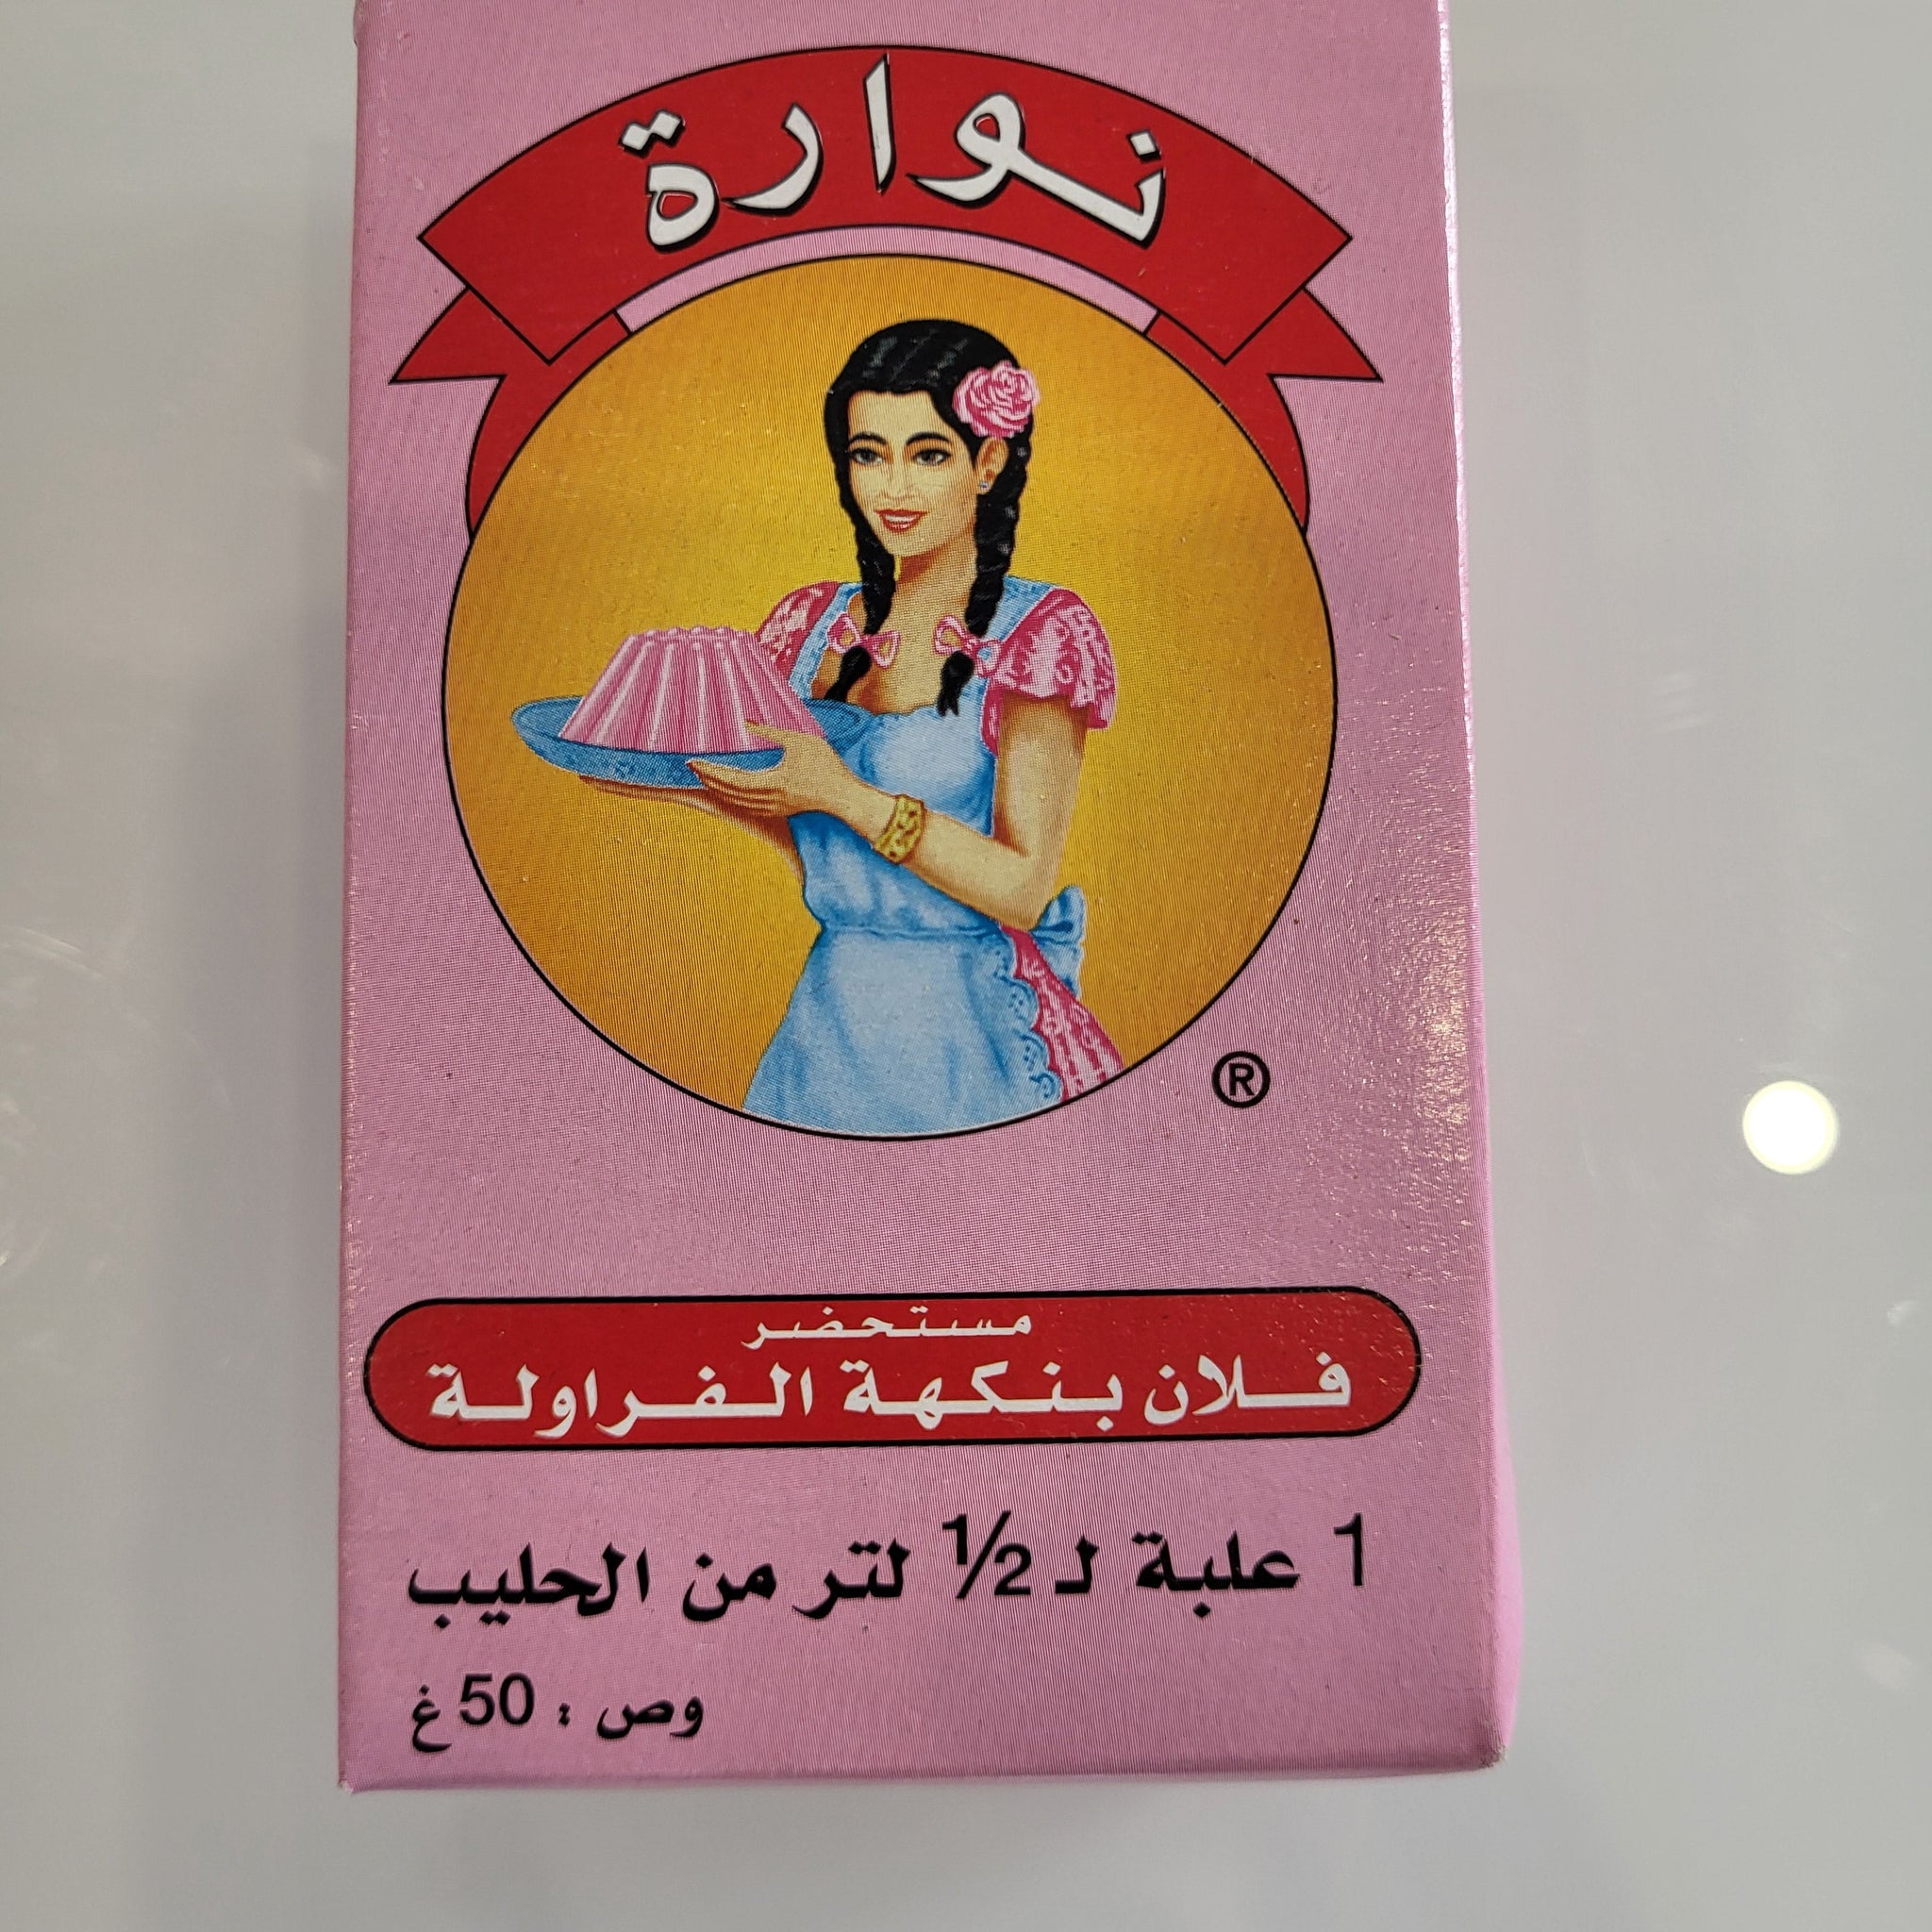 نوارة
®
مستحضر
فلان بنكهة الفراولة
1 علبة لـ ½ لتر من الحليب
وص : 50 غ